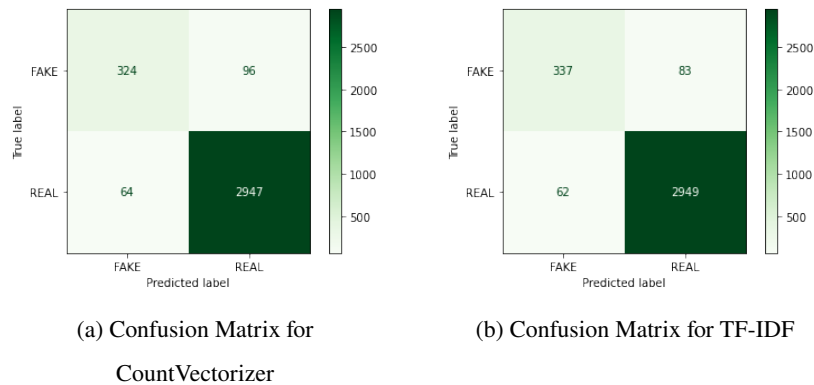 FAKE
324
96
REAL
64
2947
True label
FAKE
REAL
Predicted label
2500
2000
1500
1000
500
(a) Confusion Matrix for
CountVectorizer
FAKE
337
83
REAL
62
2949
True label
FAKE
REAL
Predicted label
2500
2000
1500
1000
500
(b) Confusion Matrix for TF-IDF